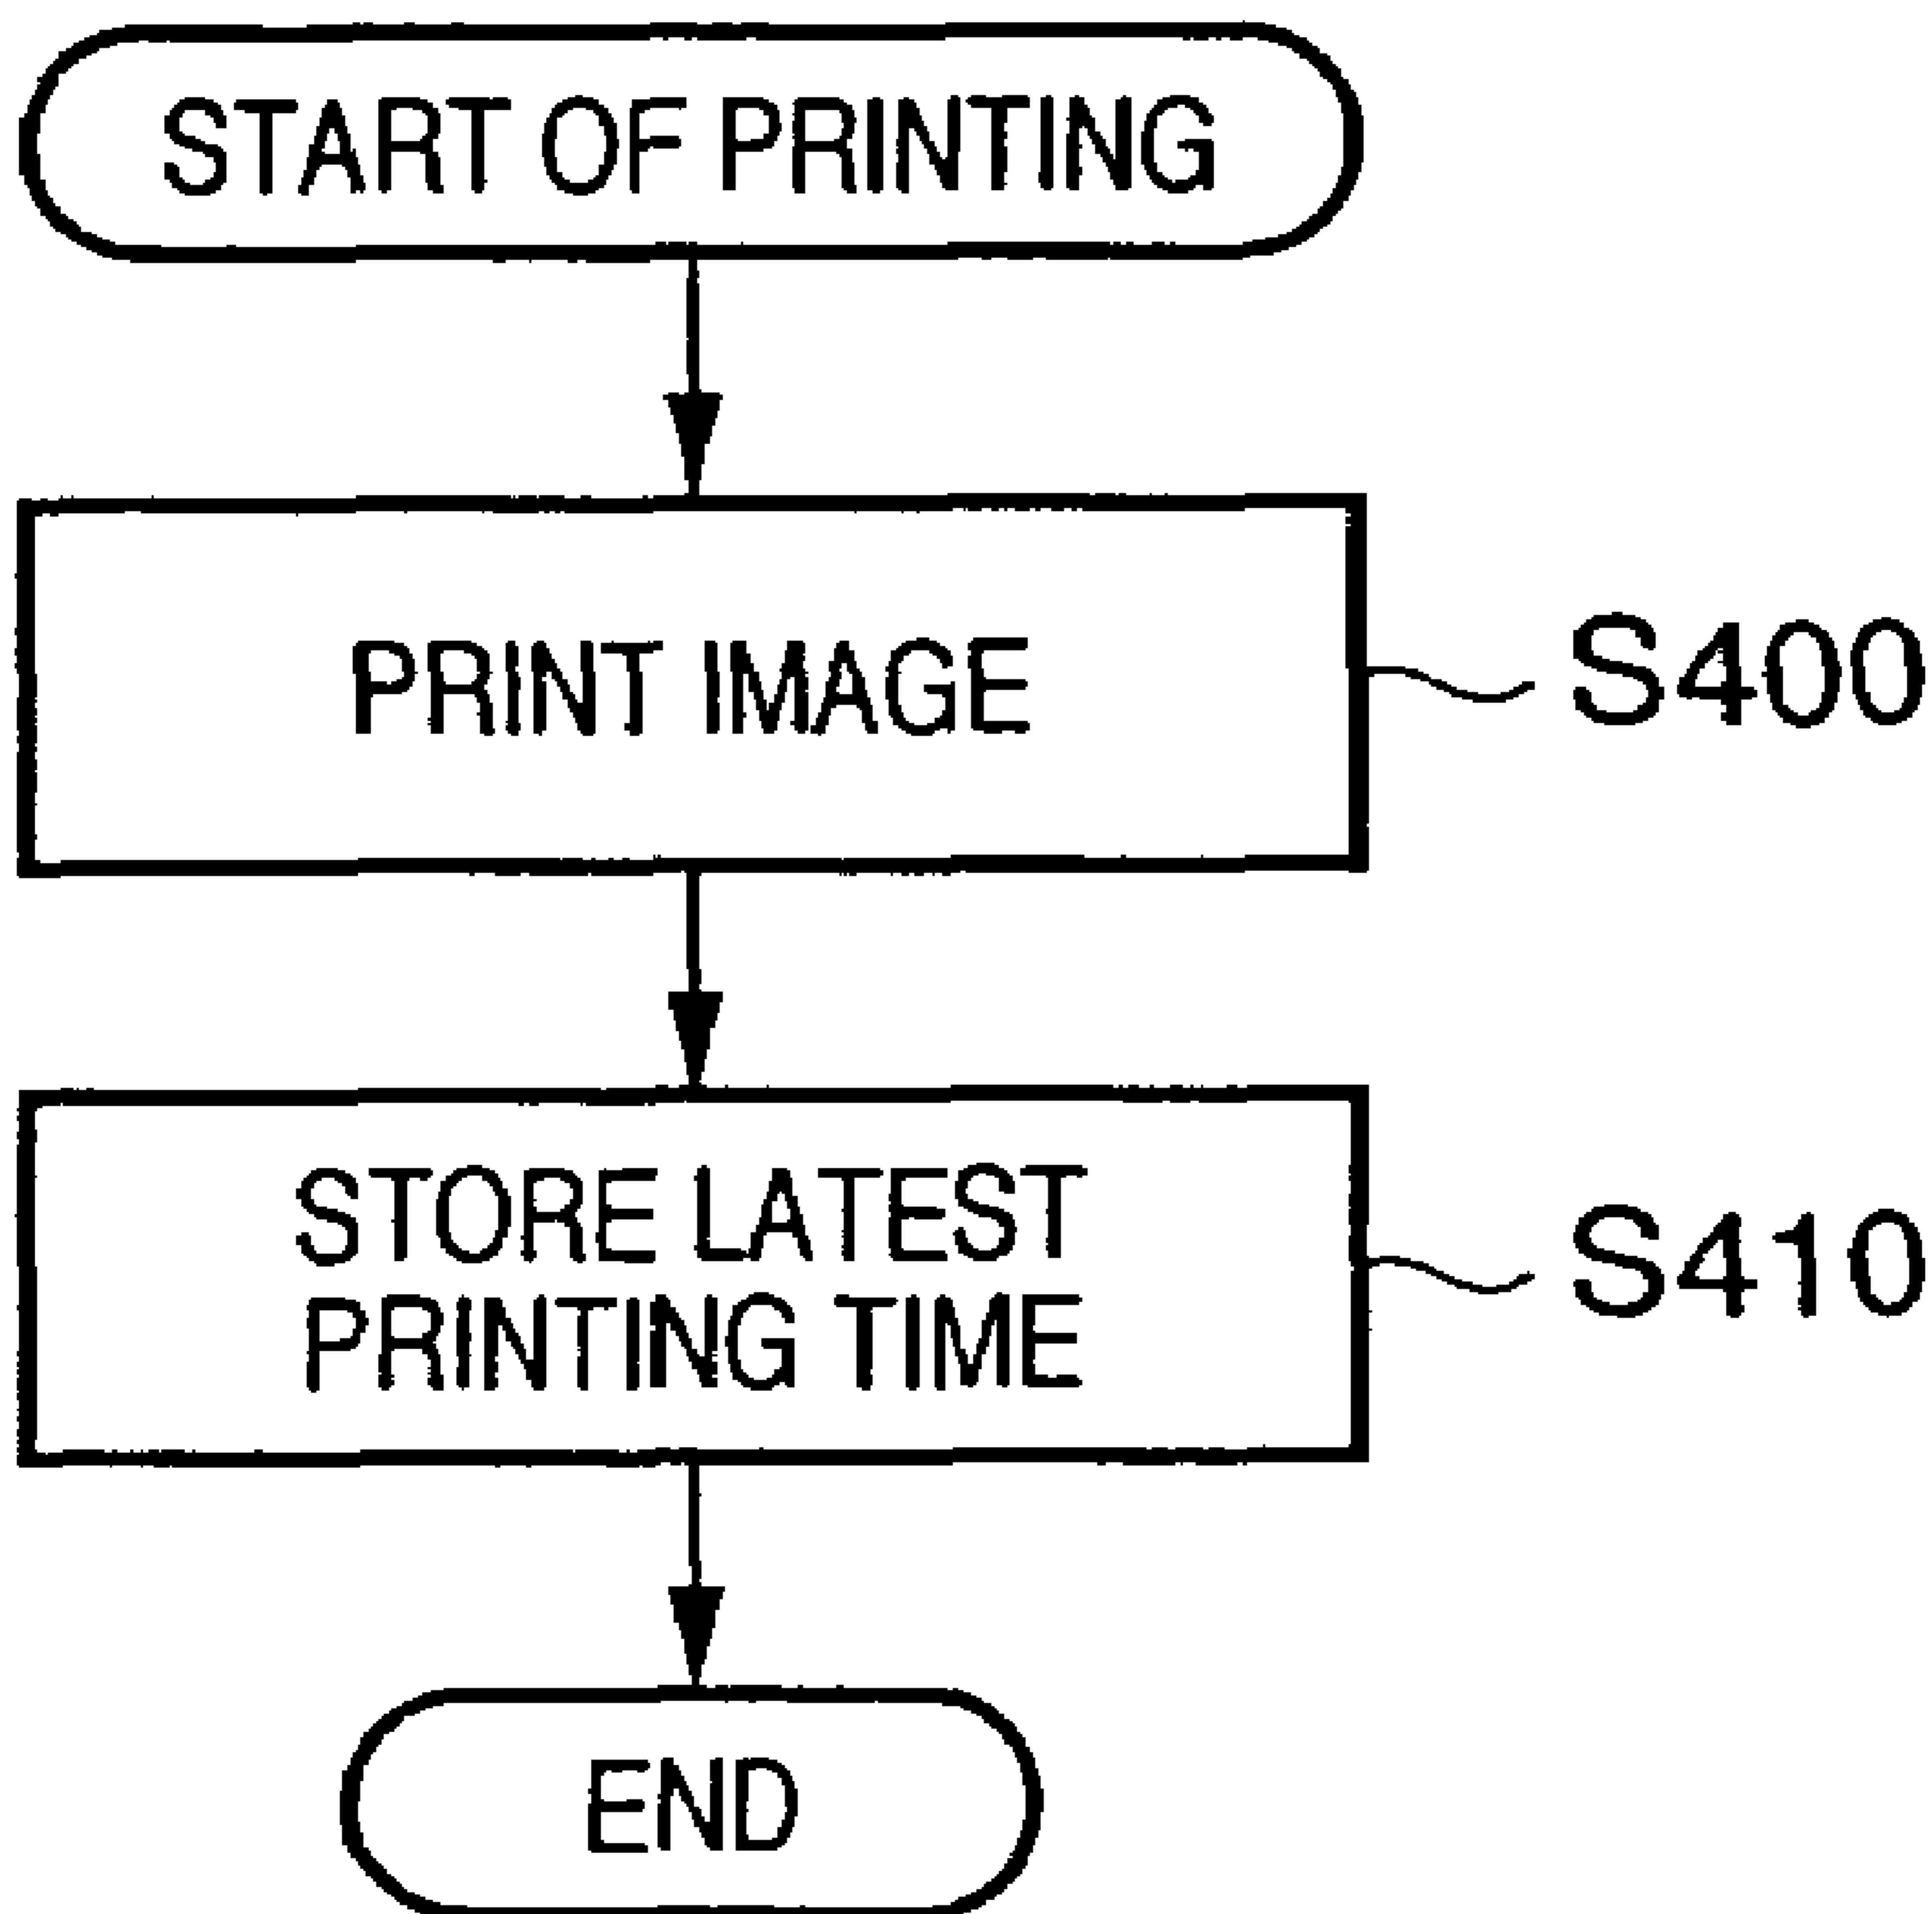 START OF PRINTING
PRINT IMAGE
S400
STORE LATEST
PRINTING TIME
S410
END